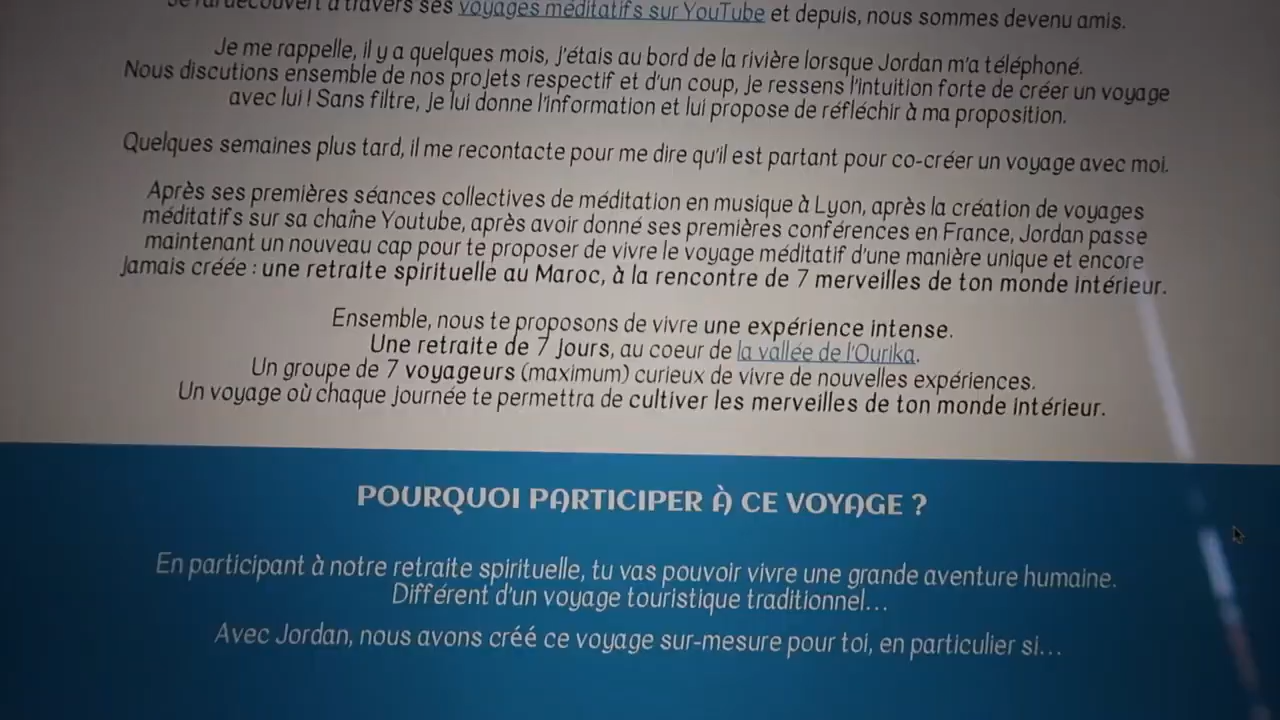 Je l'ai découvert à travers ses voyages méditatifs sur YouTube et depuis, nous sommes devenu amis.
Je me rappelle, il y a quelques mois, j'étais au bord de la rivière lorsque Jordan m'a téléphoné.
Nous discutions ensemble de nos projets respectif et d'un coup, je ressens l'intuition forte de créer un voyage
avec lui ! Sans filtre, je lui donne l'information et lui propose de réfléchir à ma proposition.
Quelques semaines plus tard, il me recontacte pour me dire qu'il est partant pour co-créer un voyage avec moi.
Après ses premières séances collectives de méditation en musique à Lyon, après la création de voyages
méditatifs sur sa chaîne Youtube, après avoir donné ses premières conférences en France, Jordan passe
maintenant un nouveau cap pour te proposer de vivre le voyage méditatif d'une manière unique et encore
jamais créée : une retraite spirituelle au Maroc, à la rencontre de 7 merveilles de ton monde intérieur.
Ensemble, nous te proposons de vivre une expérience intense.
Une retraite de 7 jours, au coeur de la vallée de l'Ourika.
Un groupe de 7 voyageurs (maximum) curieux de vivre de nouvelles expériences.
Un voyage où chaque journée te permettra de cultiver les merveilles de ton monde intérieur.
POURQUOI PARTICIPER À CE VOYAGE ?
En participant à notre retraite spirituelle, tu vas pouvoir vivre une grande aventure humaine.
Différent d'un voyage touristique traditionnel...
Avec Jordan, nous avons créé ce voyage sur-mesure pour toi, en particulier si...